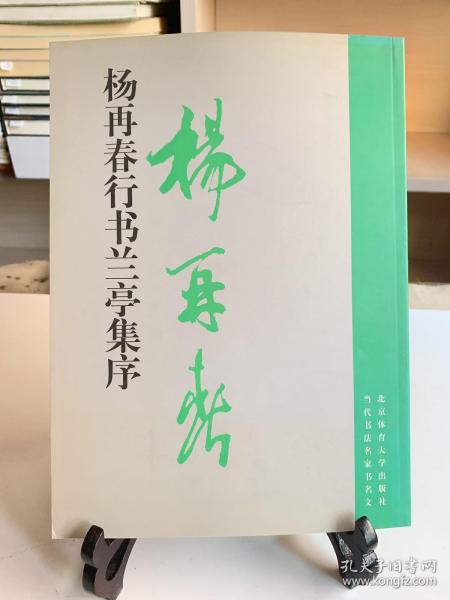 杨再春行书兰亭集序
楊再春
北京体育大学出版社
当代书法名家书名文
孔夫子旧书网
www.kongfz.com